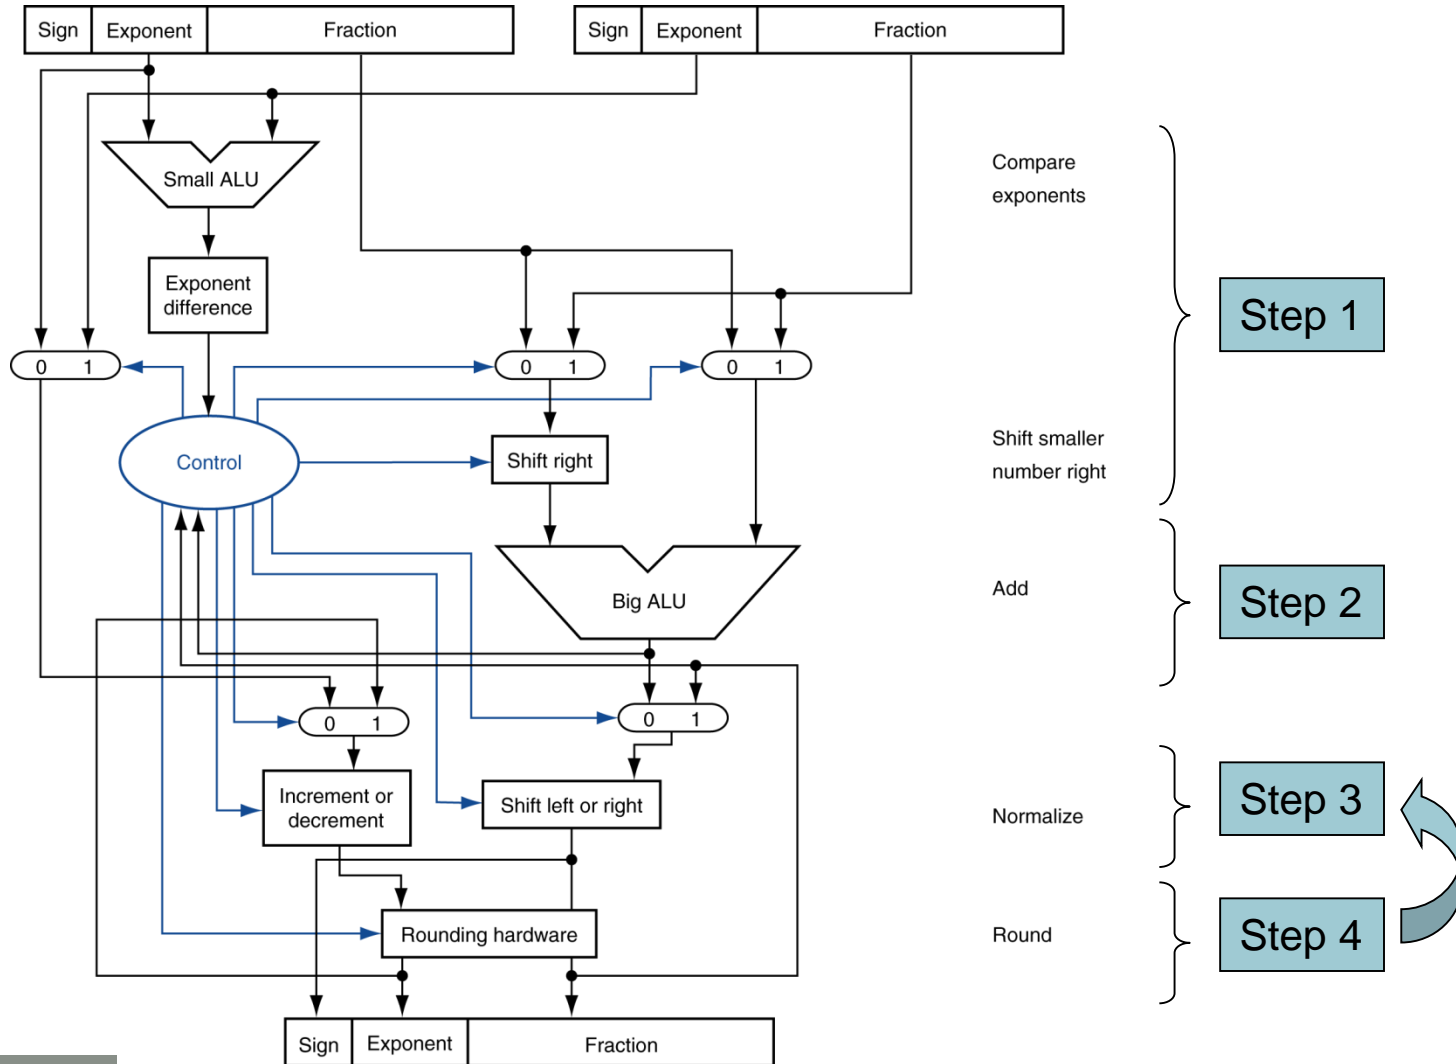 Sign Exponent Fraction
Sign Exponent Fraction
Small ALU
Compare
exponents
Exponent
difference
Step 1
0 1
0 1
0 1
Control
Shift right
Shift smaller
number right
Add
Big ALU
Step 2
0 1
0 1
Increment or
decrement
Shift left or right
Normalize
Step 3
Rounding hardware
Round
Step 4
Sign Exponent Fraction